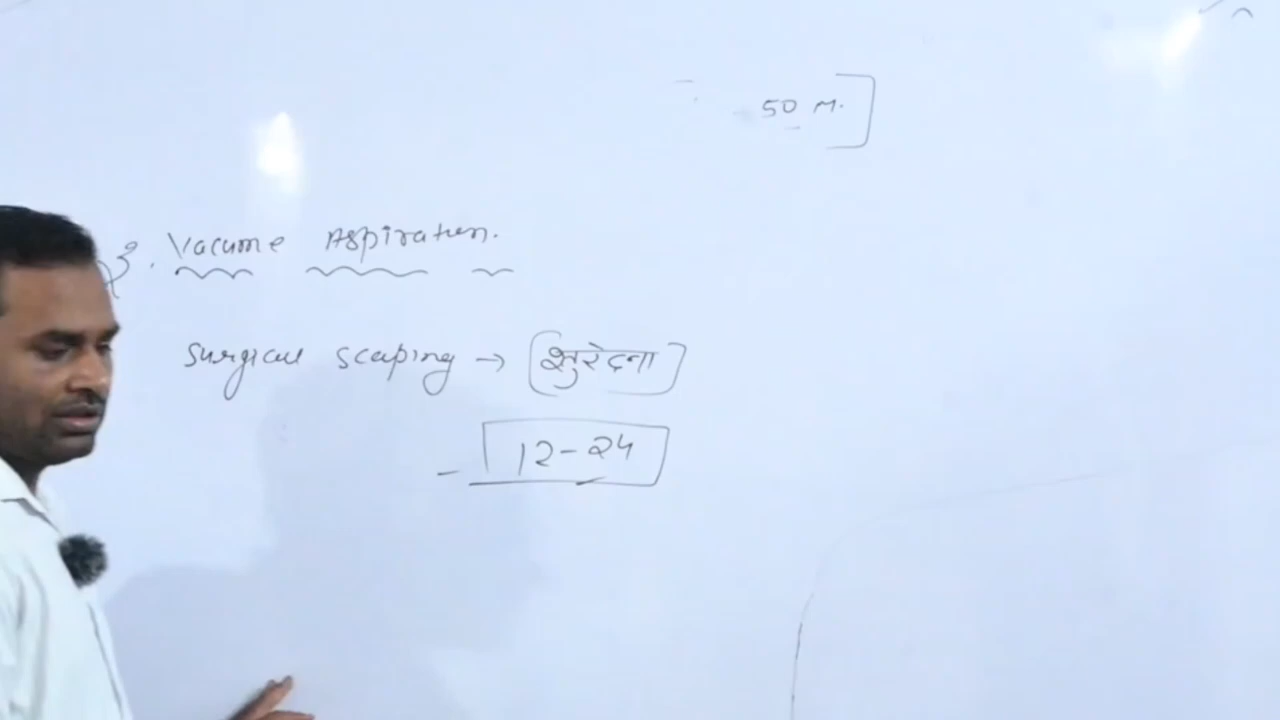 50 M.
3. Vacume Aspiration.
Surgical scaping → [क्षुरेदना]
- 12-24